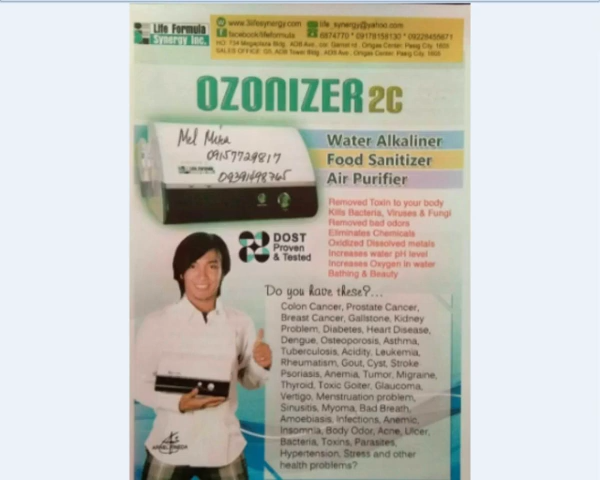 Life Formula
Synergy Inc.
www.3lifesynergy.com life_synergy@yahoo.com
facebook/lifeformula 6874770 * 09178159130 * 09228455671
OZONIZER 2C
Mel Mina
09157729817
09391498765
Water Alkaliner
Food Sanitizer
Air Purifier
Removed Toxin to your body
Kills Bacteria, Viruses & Fungi
Removed bad odors
Eliminates Chemicals
Oxidized Dissolved metals
Increases water pH level
Increases Oxygen in water
Bathing & Beauty
DOST
Proven
& Tested
Do you have these?...
Colon Cancer, Prostate Cancer,
Breast Cancer, Gallstone, Kidney
Problem, Diabetes, Heart Disease,
Dengue, Osteoporosis, Asthma,
Tuberculosis, Acidity, Leukemia,
Rheumatism, Gout, Cyst, Stroke
Psoriasis, Anemia, Tumor, Migraine,
Thyroid, Toxic Goiter, Glaucoma,
Vertigo, Menstruation problem,
Sinusitis, Myoma, Bad Breath,
Amoebiasis, Infections, Anemic,
Insomnia, Body Odor, Acne, Ulcer,
Bacteria, Toxins, Parasites,
Hypertension, Stress and other
health problems?